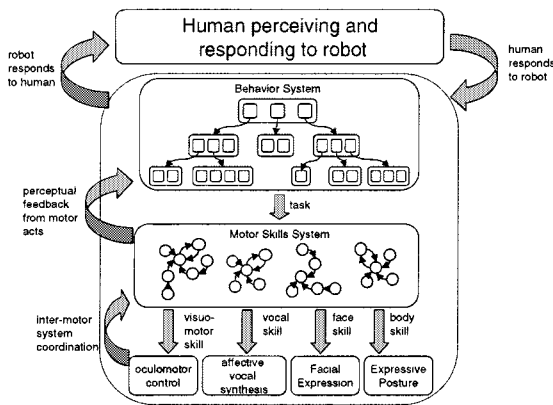 Human perceiving and
responding to robot
robot
responds
to human
human
responds
to robot
Behavior System
perceptual
feedback
from motor
acts
task
Motor Skills System
inter-motor
system
coordination
visuo-
motor
skill
vocal
skill
face
skill
body
skill
oculomotor
control
affective
vocal
synthesis
Facial
Expression
Expressive
Posture